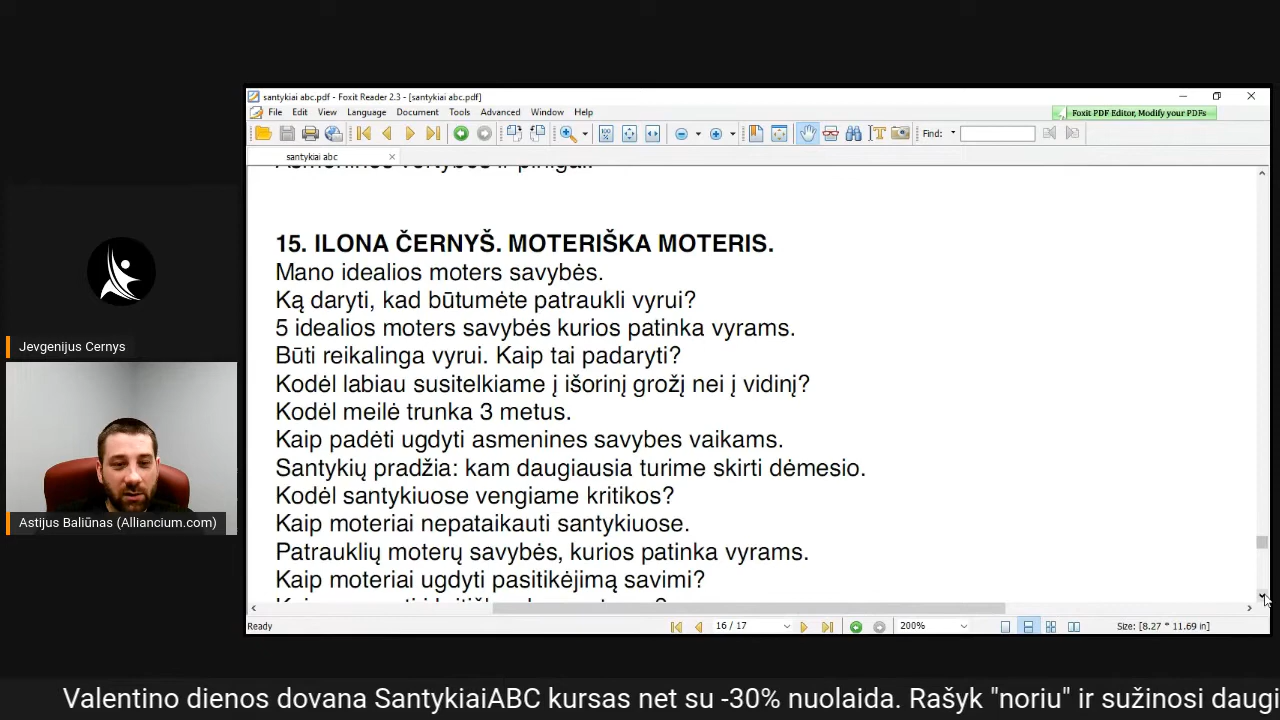 santykiai abc.pdf - Foxit Reader 2.3 - [santykiai abc.pdf]
File Edit View Language Document Tools Advanced Window Help
Foxit PDF Editor, Modify your PDFs
Find:
santykiai abc
Asmeninės vertybės ir pinigai.
15. ILONA ČERNYŠ. MOTERIŠKA MOTERIS.
Mano idealios moters savybės.
Ką daryti, kad būtumėte patraukli vyrui?
5 idealios moters savybės kurios patinka vyrams.
Būti reikalinga vyrui. Kaip tai padaryti?
Kodėl labiau susitelkiame į išorinį grožį nei į vidinį?
Kodėl meilė trunka 3 metus.
Kaip padėti ugdyti asmenines savybes vaikams.
Santykių pradžia: kam daugiausia turime skirti dėmesio.
Kodėl santykiuose vengiame kritikos?
Kaip moteriai nepataikauti santykiuose.
Patrauklių moterų savybės, kurios patinka vyrams.
Kaip moteriai ugdyti pasitikėjimą savimi?
Ready
16 / 17
200%
Size: [8.27 * 11.69 in]
Jevgenijus Cernys
Astijus Baliūnas (Alliancium.com)
Valentino dienos dovana SantykiaiABC kursas net su -30% nuolaida. Rašyk "noriu" ir sužinosi daugi